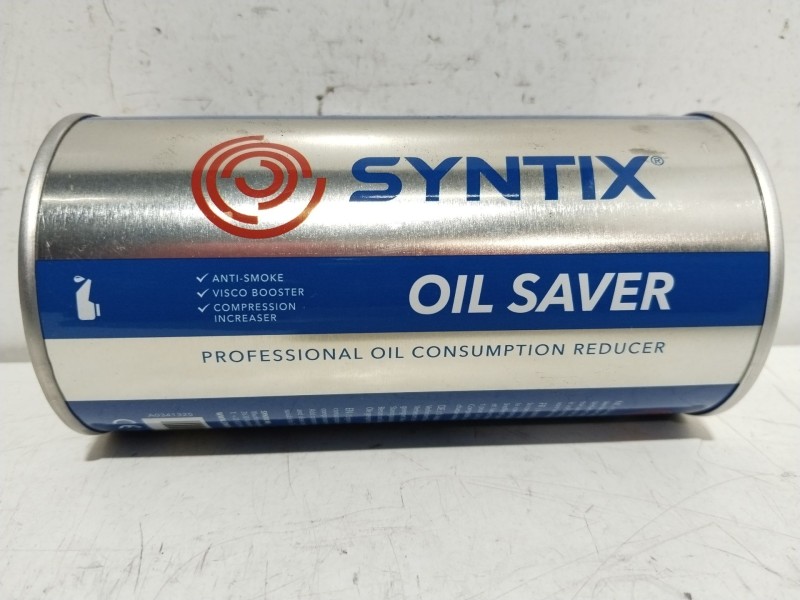 SYNTIX®
✓ ANTI-SMOKE
✓ VISCO BOOSTER
✓ COMPRESSION
INCREASER
OIL SAVER
PROFESSIONAL OIL CONSUMPTION REDUCER